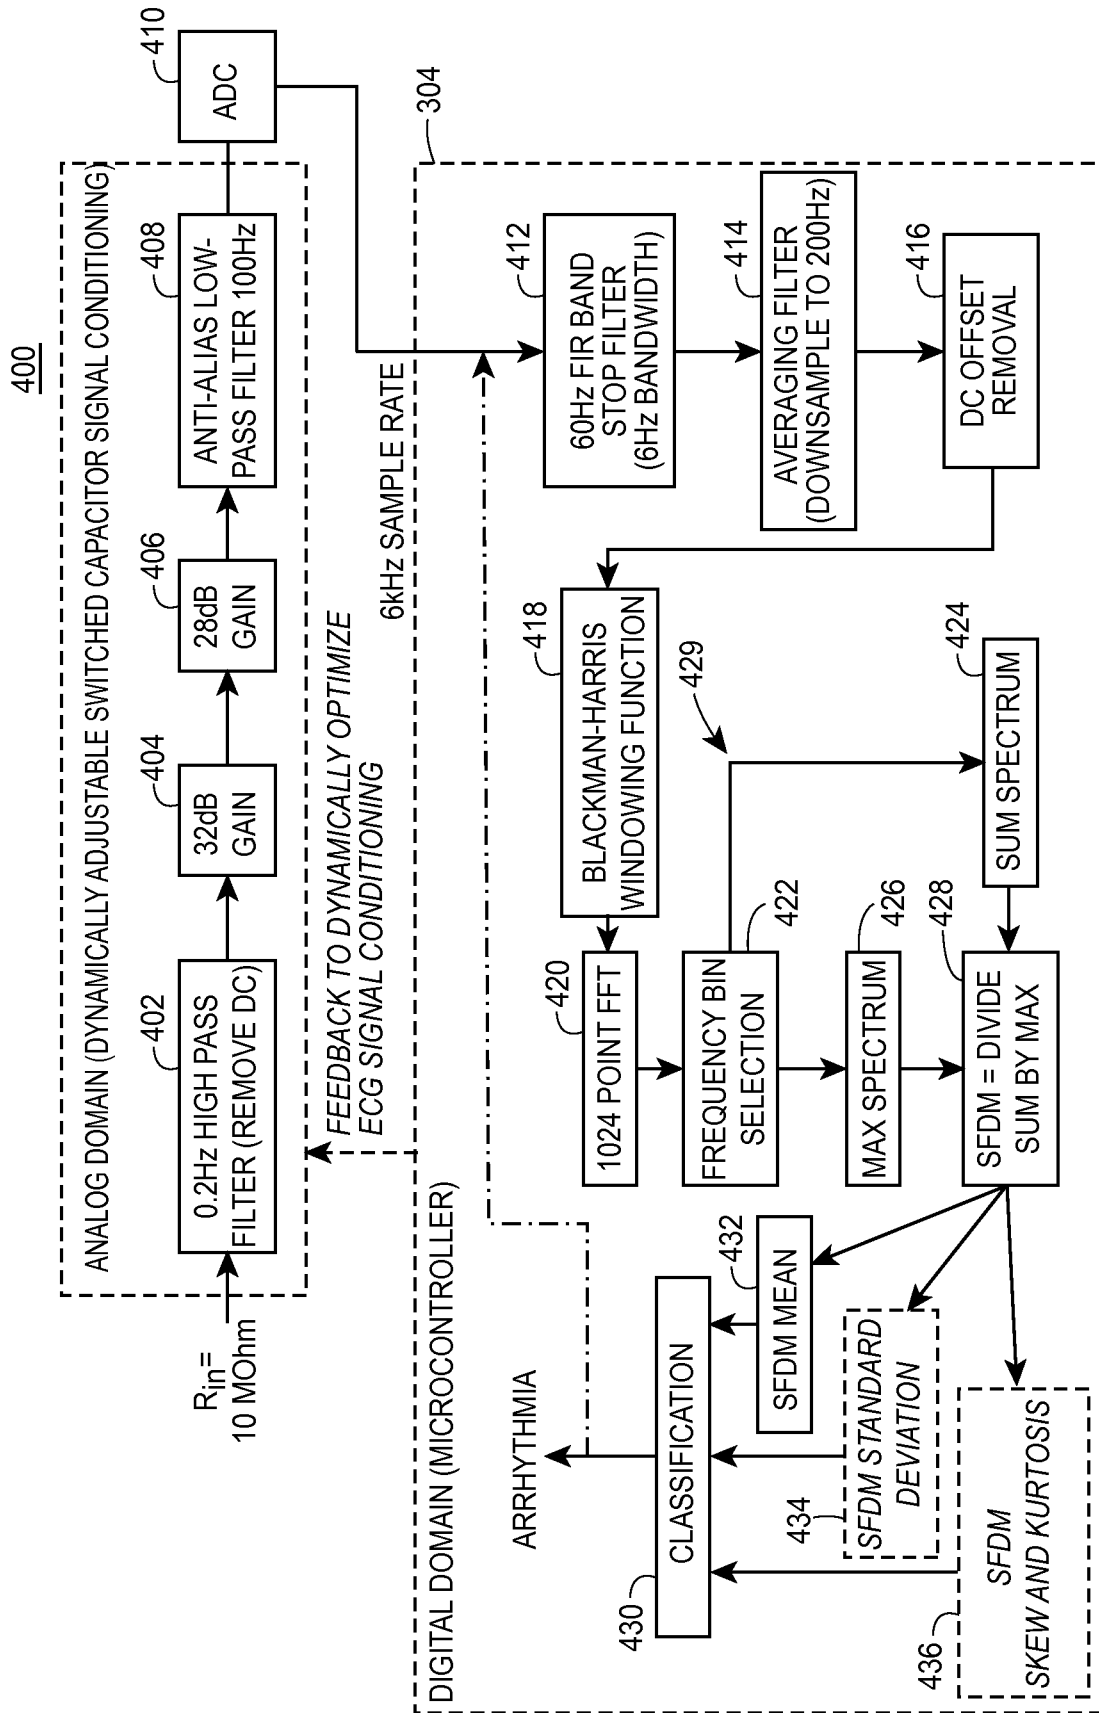 400
ANALOG DOMAIN (DYNAMICALLY ADJUSTABLE SWITCHED CAPACITOR SIGNAL CONDITIONING)
Rin=
10 MOhm
402
0.2Hz HIGH PASS
FILTER (REMOVE DC)
404
32dB
GAIN
406
28dB
GAIN
408
ANTI-ALIAS LOW-
PASS FILTER 100Hz
410
ADC
FEEDBACK TO DYNAMICALLY OPTIMIZE
ECG SIGNAL CONDITIONING
6kHz SAMPLE RATE
304
DIGITAL DOMAIN (MICROCONTROLLER)
412
60Hz FIR BAND
STOP FILTER
(6Hz BANDWIDTH)
414
AVERAGING FILTER
(DOWNSAMPLE TO 200Hz)
416
DC OFFSET
REMOVAL
418
BLACKMAN-HARRIS
WINDOWING FUNCTION
420
1024 POINT FFT
422
FREQUENCY BIN
SELECTION
429
424
SUM SPECTRUM
426
MAX SPECTRUM
428
SFDM = DIVIDE
SUM BY MAX
432
SFDM MEAN
434
SFDM STANDARD
DEVIATION
436
SFDM
SKEW AND KURTOSIS
430
CLASSIFICATION
ARRHYTHMIA